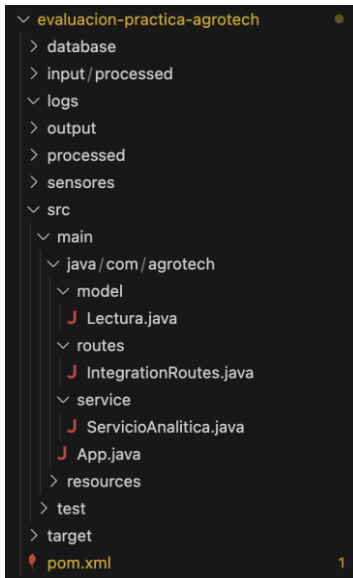 evaluacion-practica-agrotech
database
input/processed
logs
output
processed
sensores
src
main
java/com/agrotech
model
J Lectura.java
routes
J IntegrationRoutes.java
service
J ServicioAnalitica.java
J App.java
resources
test
target
pom.xml 1